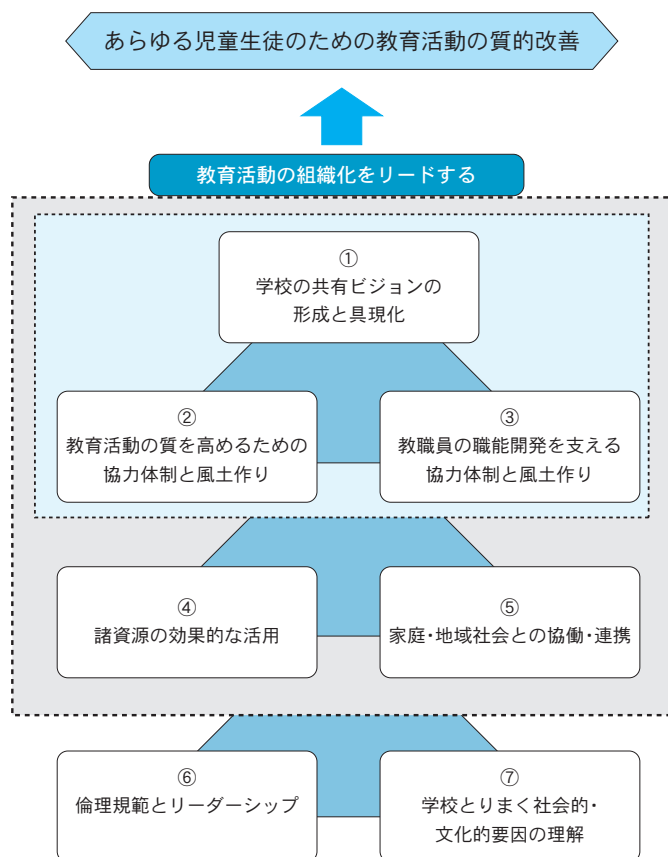 あらゆる児童生徒のための教育活動の質的改善
教育活動の組織化をリードする
①
学校の共有ビジョンの
形成と具現化
②
教育活動の質を高めるための
協力体制と風土作り
③
教職員の職能開発を支える
協力体制と風土作り
④
諸資源の効果的な活用
⑤
家庭・地域社会との協働・連携
⑥
倫理規範とリーダーシップ
⑦
学校とりまく社会的・
文化的要因の理解